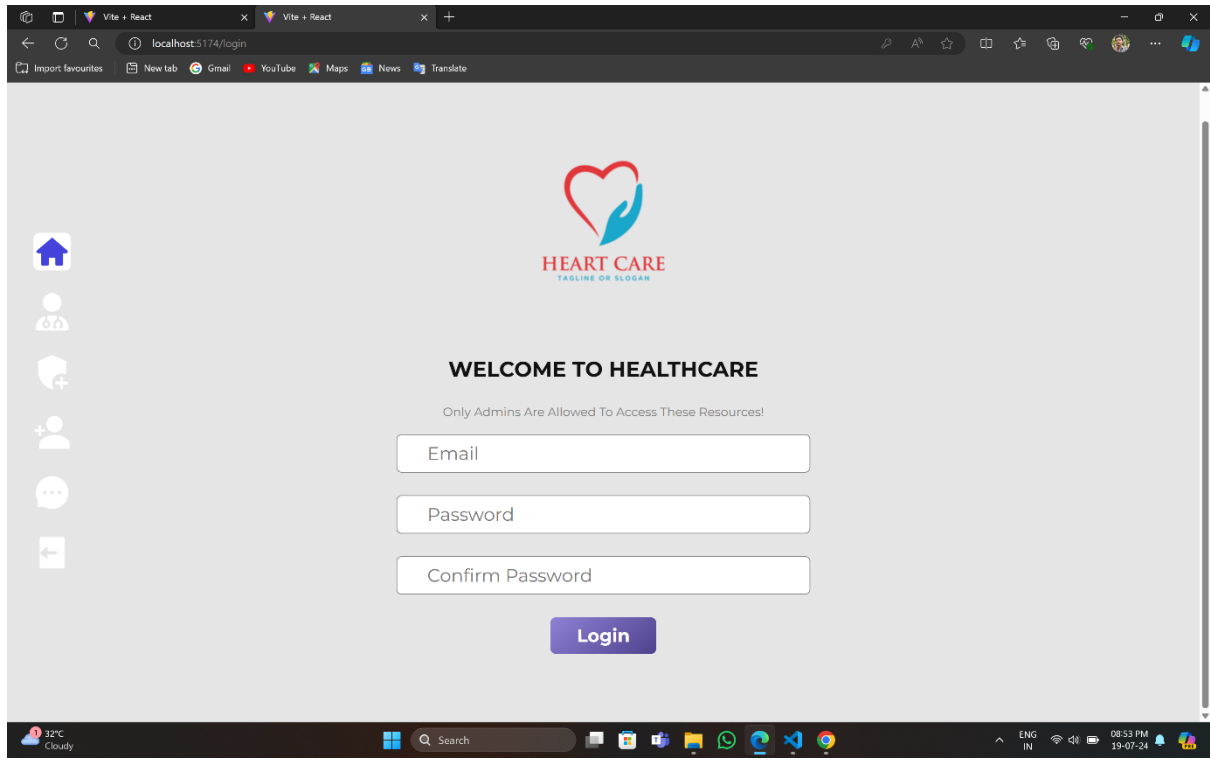 Vite + React
Vite + React
localhost:5174/login
Import favourites
New tab
Gmail
YouTube
Maps
News
Translate
HEART CARE
TAGLINE OR SLOGAN
WELCOME TO HEALTHCARE
Only Admins Are Allowed To Access These Resources!
Email
Password
Confirm Password
Login
1
32°C
Cloudy
Search
ENG
IN
08:53 PM
19-07-24